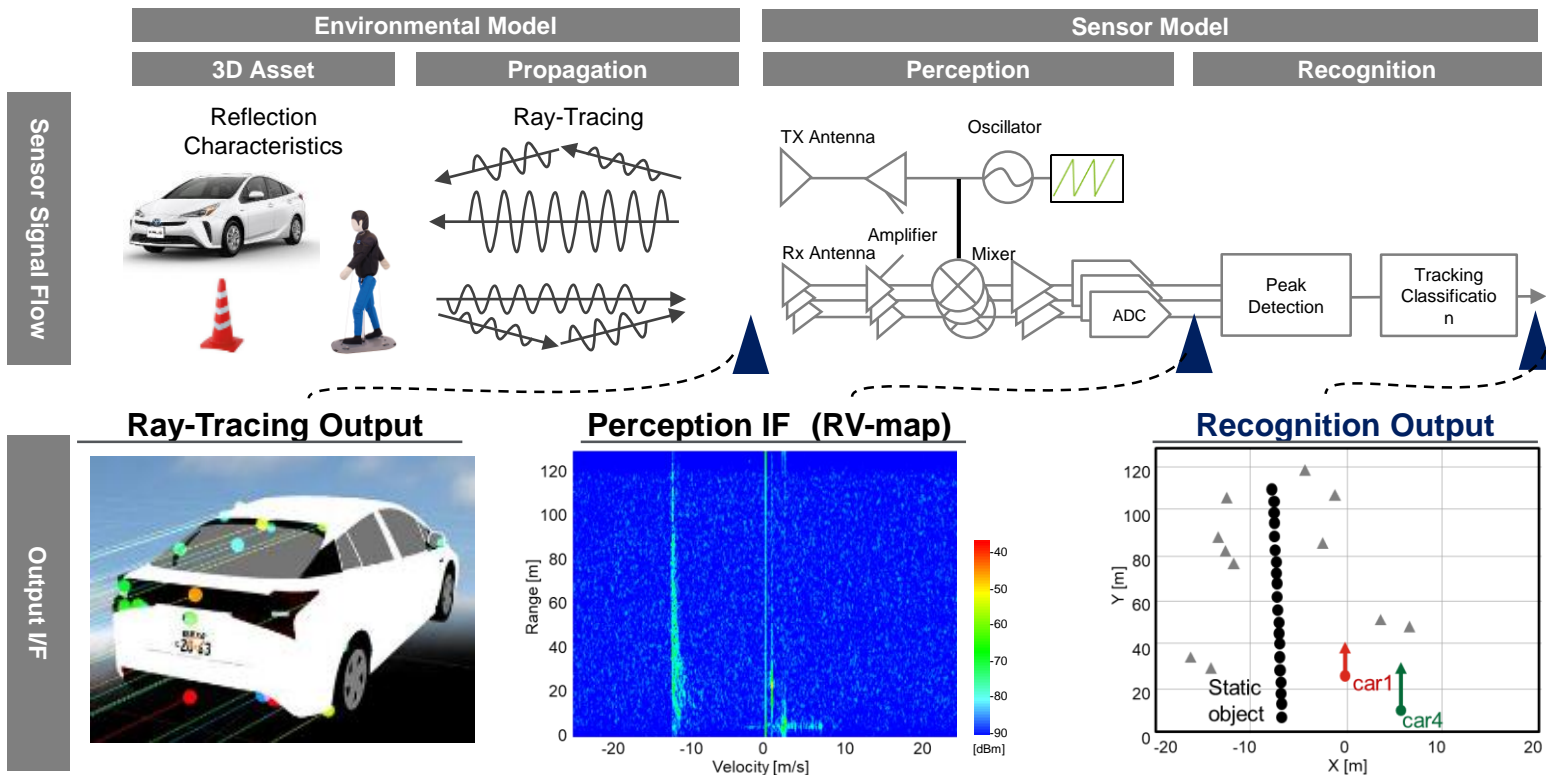 Environmental Model
Sensor Model
3D Asset
Propagation
Perception
Recognition
Sensor Signal Flow
Reflection
Characteristics
Ray-Tracing
TX Antenna
Oscillator
Amplifier
Rx Antenna
Mixer
ADC
Peak
Detection
Tracking
Classificatio
n
Output I/F
Ray-Tracing Output
Perception IF (RV-map)
Recognition Output
20-63
Range [m]
120
100
80
60
40
20
0
-20
-10
0
10
20
Velocity [m/s]
-40
-50
-60
-70
-80
-90
[dBm]
Y [m]
120
100
80
60
40
20
0
Static
object
car1
car4
-20
-10
0
10
20
X [m]